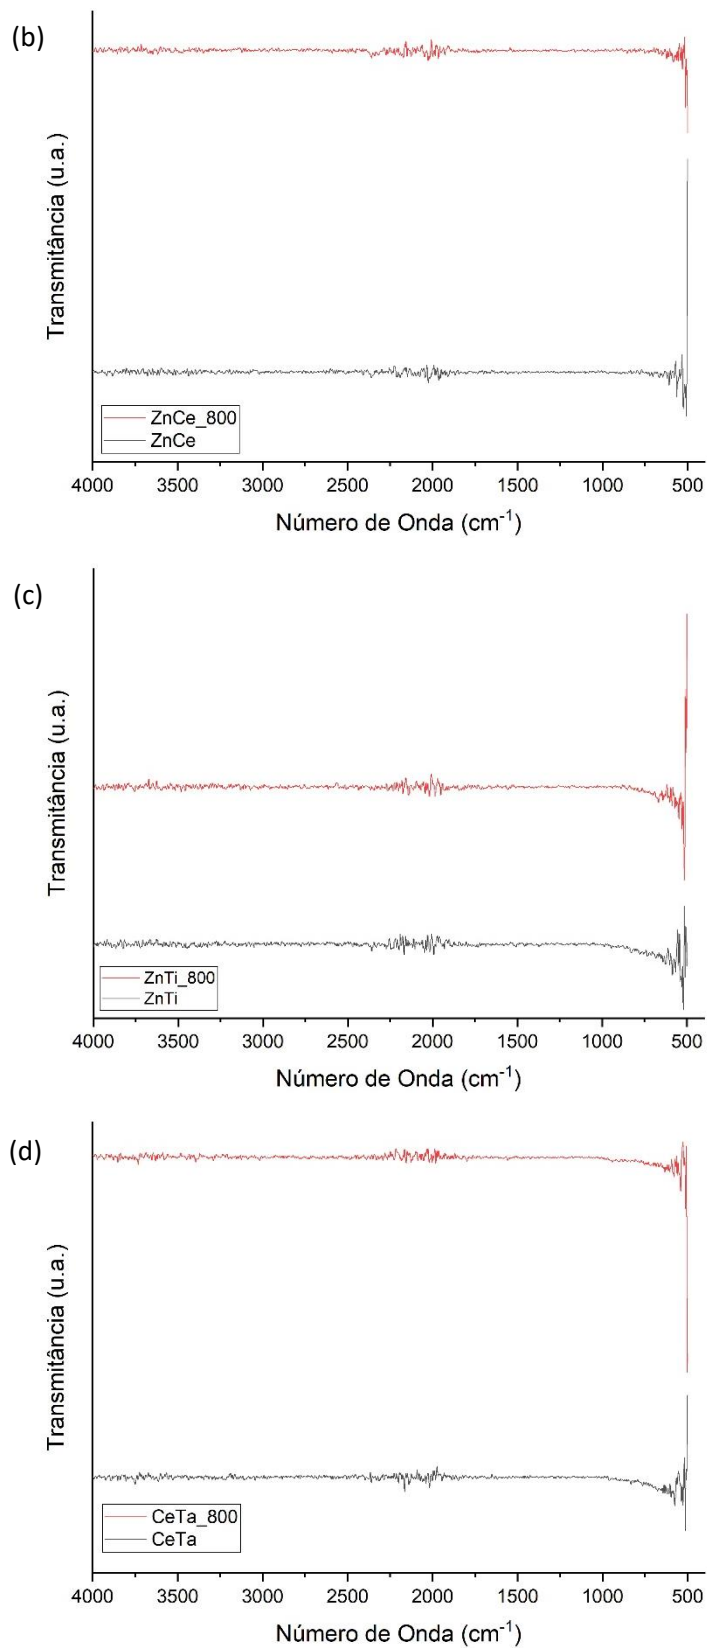 (b)
Transmitância (u.a.)
ZnCe_800
ZnCe
4000 3500 3000 2500 2000 1500 1000 500
Número de Onda (cm-1)
(c)
Transmitância (u.a.)
ZnTi_800
ZnTi
4000 3500 3000 2500 2000 1500 1000 500
Número de Onda (cm-1)
(d)
Transmitância (u.a.)
CeTa_800
CeTa
4000 3500 3000 2500 2000 1500 1000 500
Número de Onda (cm-1)